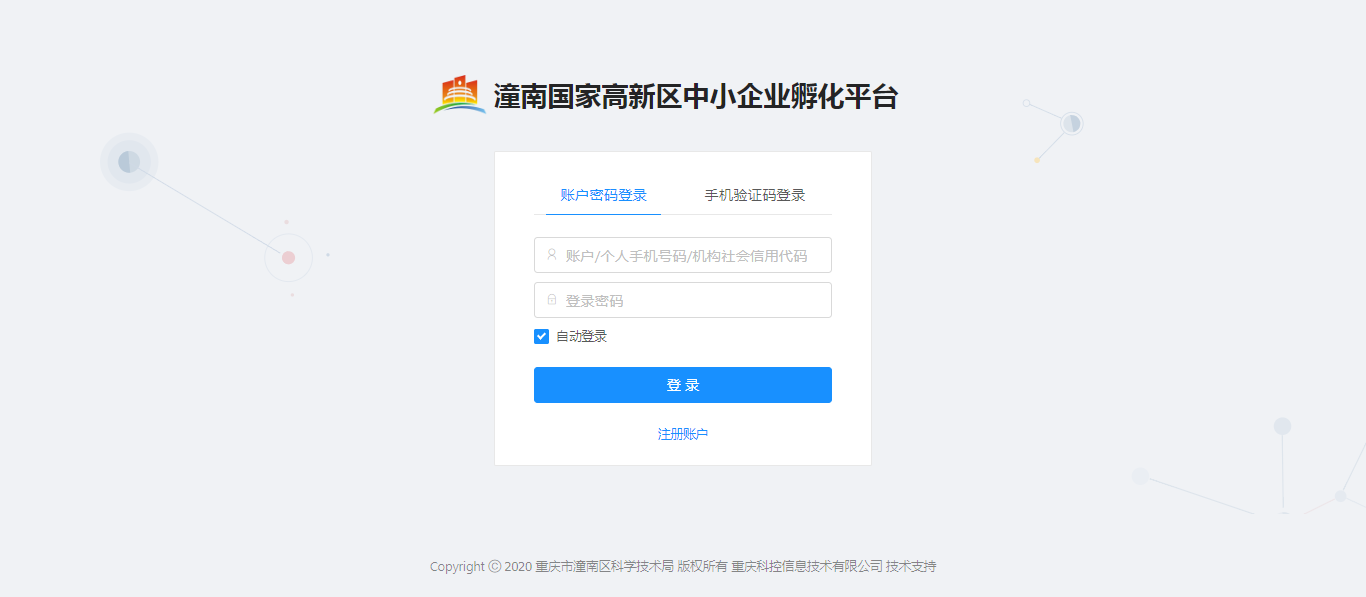 潼南国家高新区中小企业孵化平台
账户密码登录 手机验证码登录
账户/个人手机号码/机构社会信用代码
登录密码
自动登录
登 录
注册账户
Copyright © 2020 重庆市潼南区科学技术局 版权所有 重庆科控信息技术有限公司 技术支持